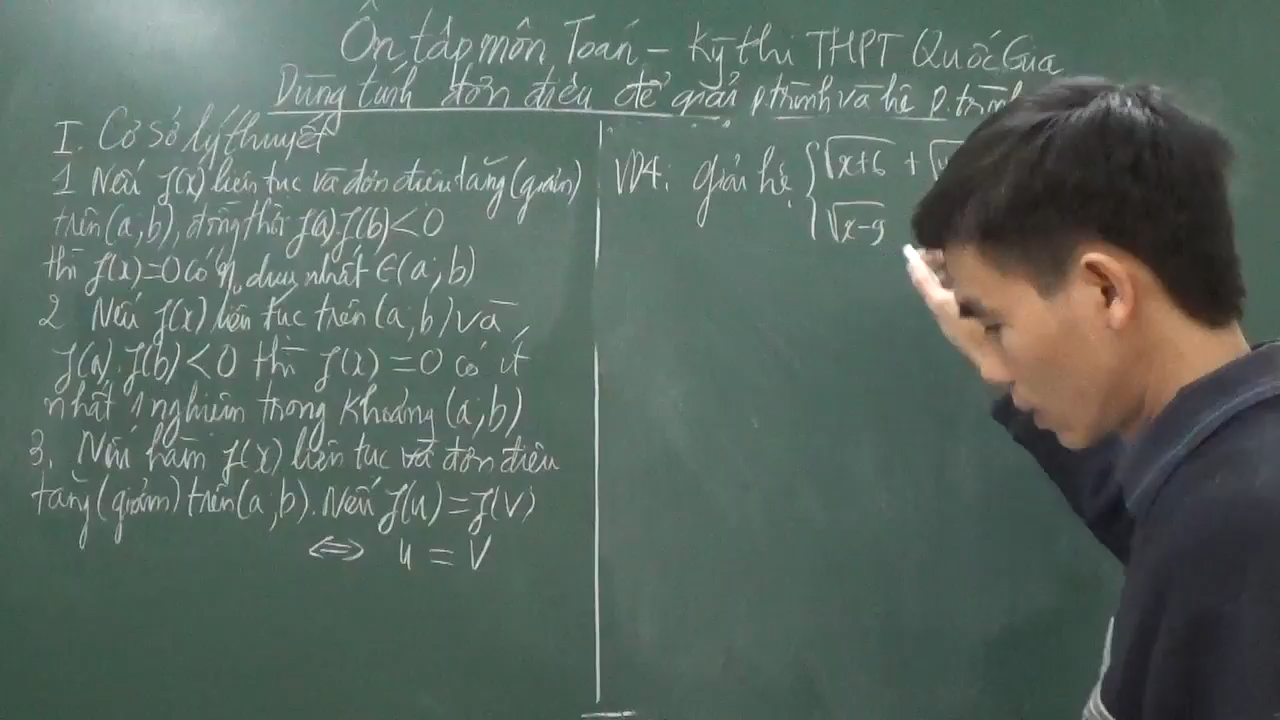 Ôn tập môn Toán – Kỳ thi THPT Quốc Gia
Dùng tính đơn điệu để giải p.trình và hệ p.trình
I. Cơ sở lý thuyết
1 Nếu f(x) liên tục và đơn điệu tăng (giảm)
trên (a;b), đồng thời f(a).f(b)<0
thì f(x)=0 có duy nhất ∈(a;b)
2 Nếu f(x) liên tục trên (a;b) và
f(a).f(b)<0 thì f(x)=0 có ít
nhất 1 nghiệm trong khoảng (a;b)
3. Nếu hàm f(x) liên tục và đơn điệu
tăng (giảm) trên (a;b). Nếu f(u)=f(v)
⇔ u = v
VD4: giải hệ { √x+6 + √
√x-9